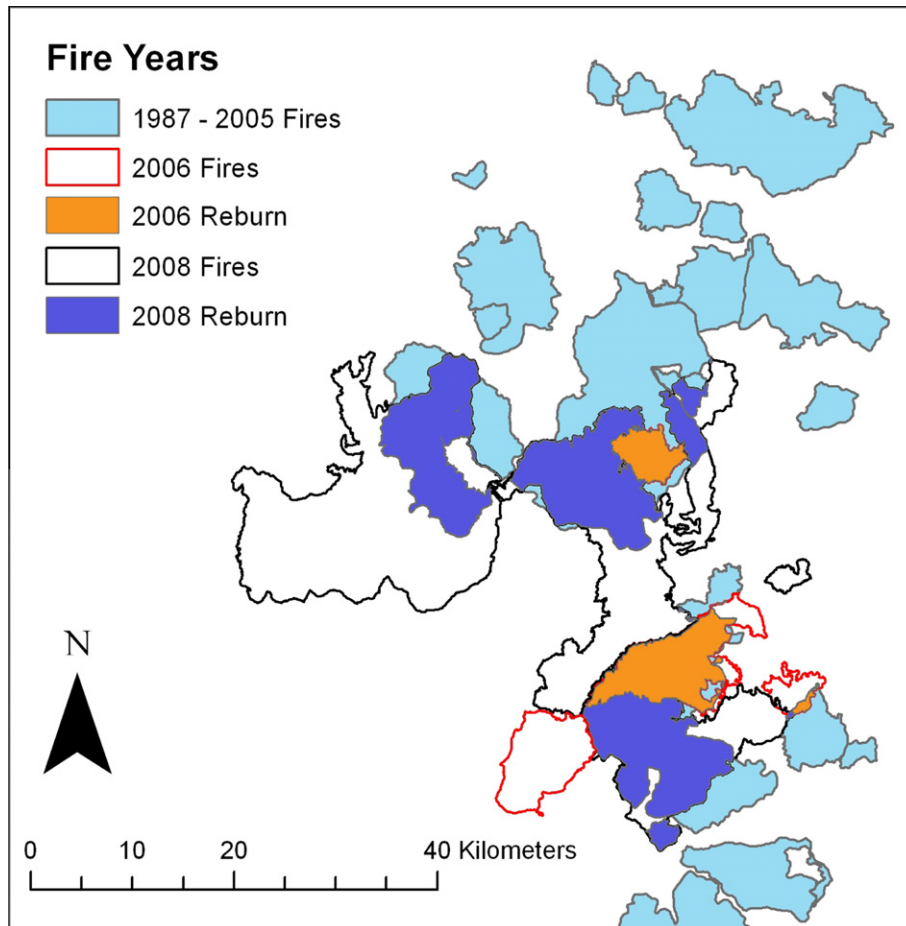 Fire Years
1987 - 2005 Fires
2006 Fires
2006 Reburn
2008 Fires
2008 Reburn
N
0 10 20 40 Kilometers